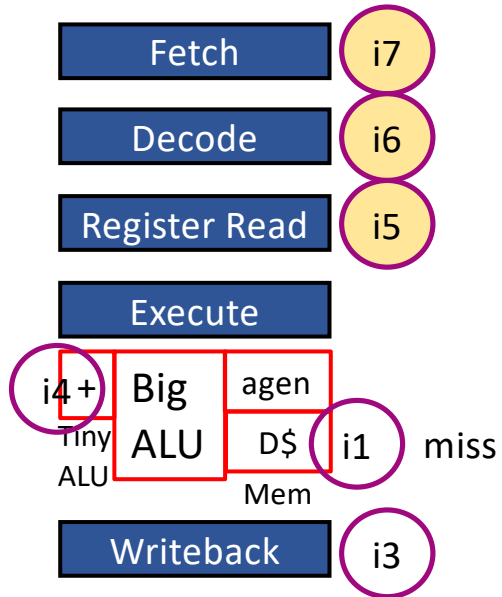 Fetch i7
Decode i6
Register Read i5
Execute
i4 + Big agen
Tiny ALU D$ i1 miss
ALU
Mem
Writeback i3